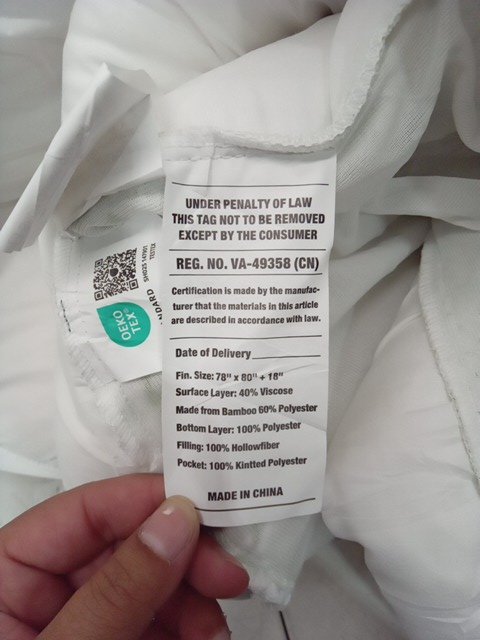 UNDER PENALTY OF LAW
THIS TAG NOT TO BE REMOVED
EXCEPT BY THE CONSUMER
REG. NO. VA-49358 (CN)
Certification is made by the manufac-
turer that the materials in this article
are described in accordance with law.
Date of Delivery
Fin. Size: 78" x 80" + 18"
Surface Layer: 40% Viscose
Made from Bamboo 60% Polyester
Bottom Layer: 100% Polyester
Filling: 100% Hollowfiber
Pocket: 100% Kintted Polyester
MADE IN CHINA
OEKO
TEX
NDARD
TESTEX